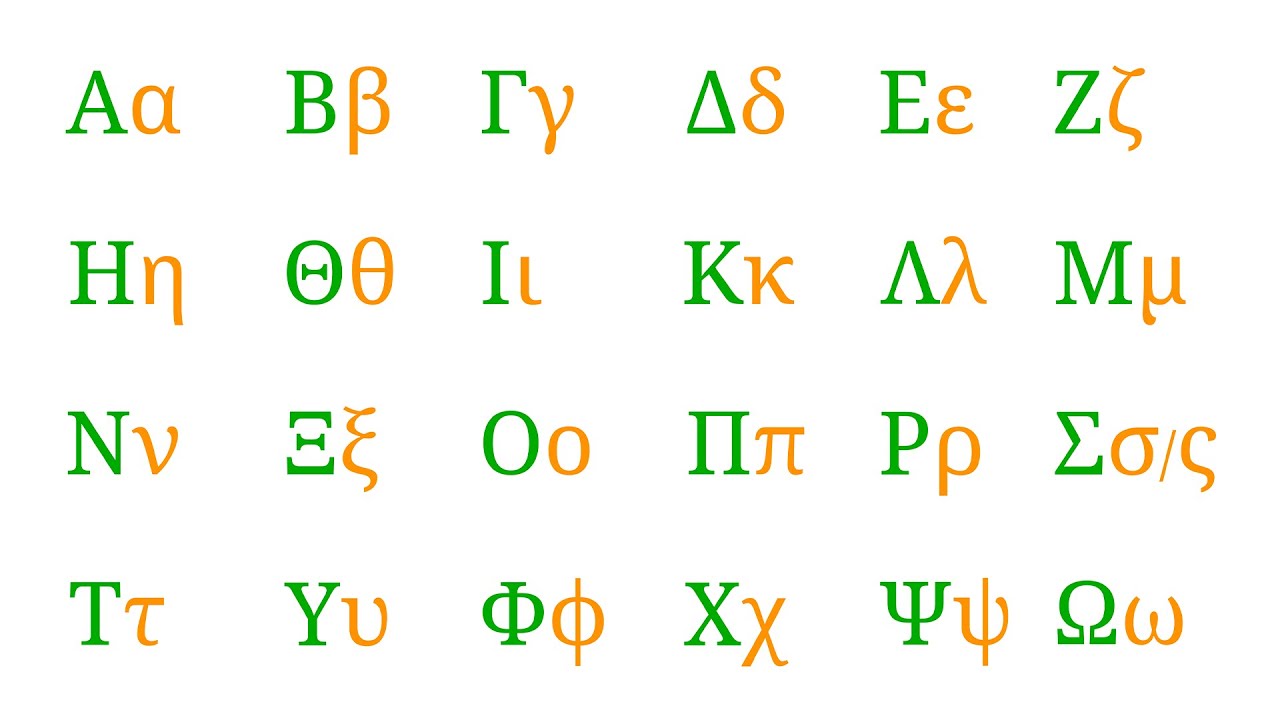 Αα Ββ Γγ Δδ Εε Ζζ
Ηη Θθ Ιι Κκ Λλ Μμ
Νν Ξξ Οο Ππ Ρρ Σσ/ς
Ττ Υυ Φϕ Χχ Ψψ Ωω